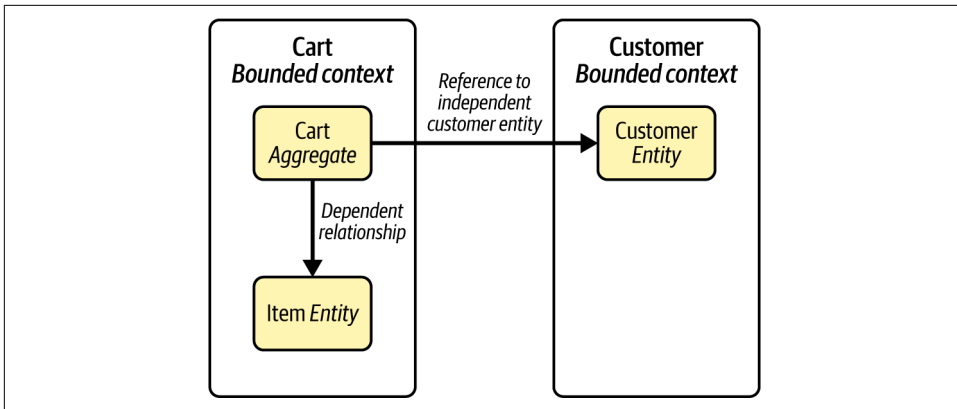 Cart
Bounded context
Customer
Bounded context
Reference to
independent
customer entity
Cart
Aggregate
Customer
Entity
Dependent
relationship
Item Entity